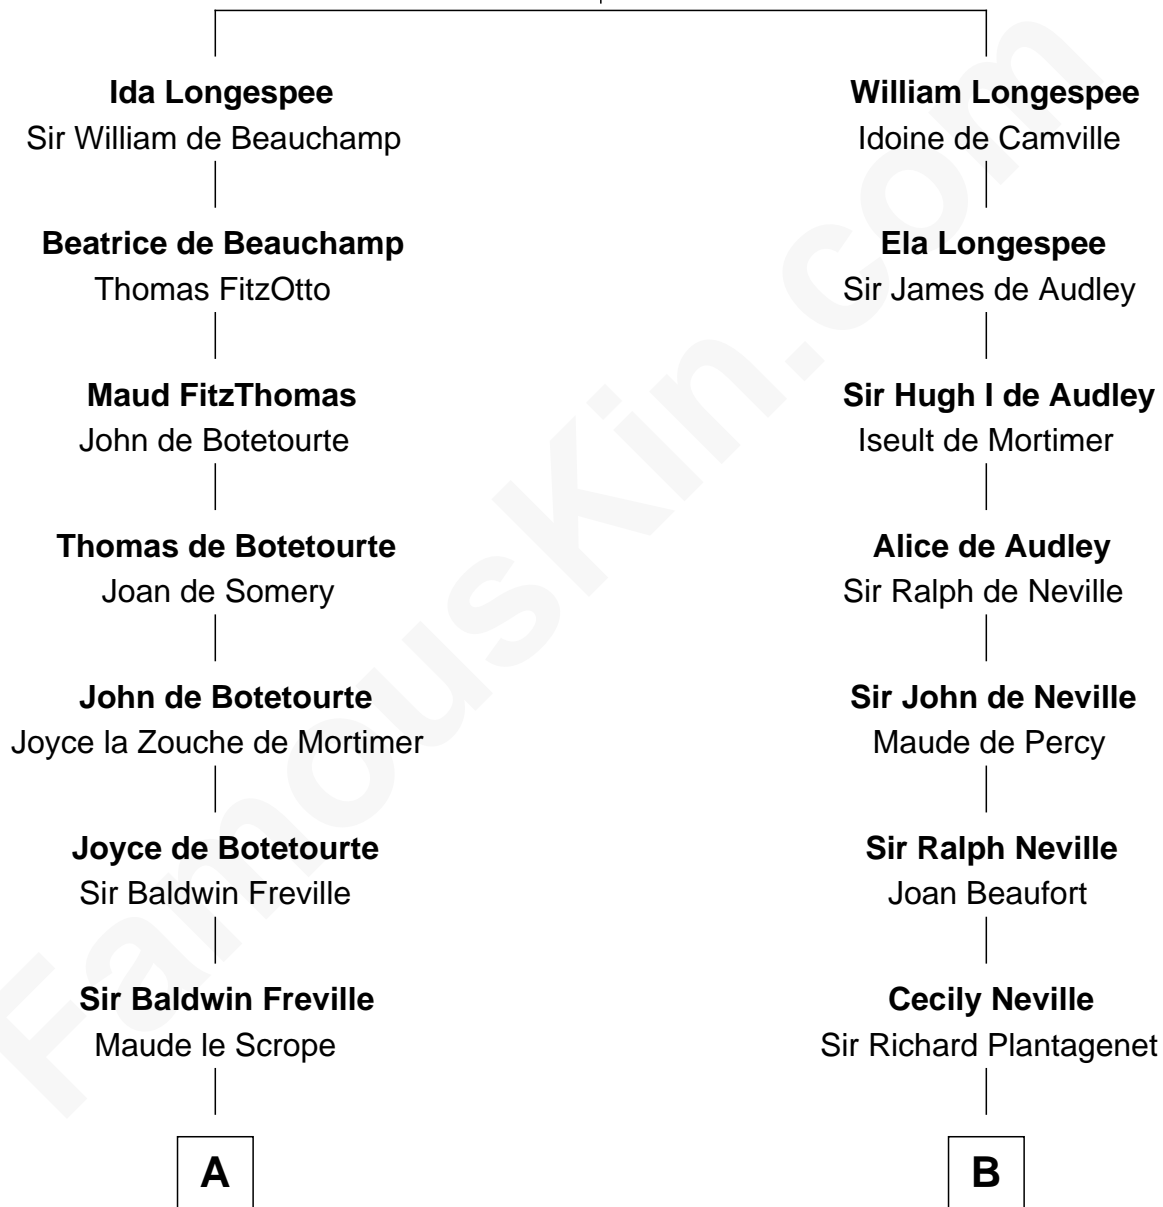 Ida Longespee
Sir William de Beauchamp
Beatrice de Beauchamp
Thomas FitzOtto
Maud FitzThomas
John de Botetourte
Thomas de Botetourte
Joan de Somery
John de Botetourte
Joyce la Zouche de Mortimer
Joyce de Botetourte
Sir Baldwin Freville
Sir Baldwin Freville
Maude le Scrope
A
William Longespee
Idoine de Camville
Ela Longespee
Sir James de Audley
Sir Hugh I de Audley
Iseult de Mortimer
Alice de Audley
Sir Ralph de Neville
Sir John de Neville
Maude de Percy
Sir Ralph Neville
Joan Beaufort
Cecily Neville
Sir Richard Plantagenet
B
FamousKin.com